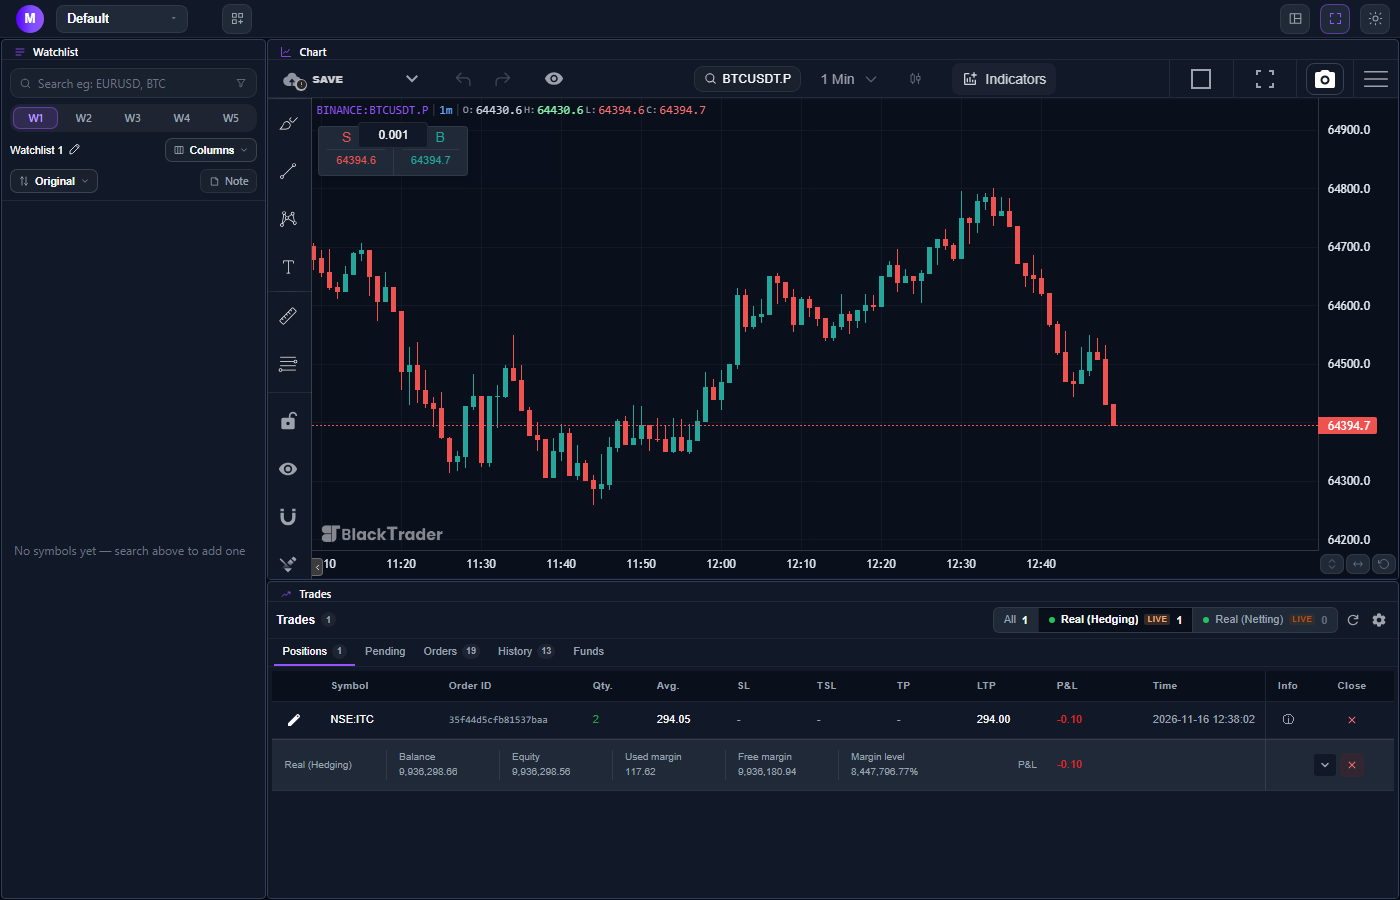 M Default
Watchlist
Search eg: EURUSD, BTC
W1 W2 W3 W4 W5
Watchlist 1 Columns
Original Note
No symbols yet — search above to add one
Chart
SAVE BTCUSDT.P 1 Min Indicators
BINANCE:BTCUSDT.P 1m O: 64430.6 H: 64430.6 L: 64394.6 C: 64394.7
S 0.001 B
64394.6 64394.7
64900.0
64800.0
64700.0
64600.0
64500.0
64394.7
64300.0
64200.0
BlackTrader
:10 11:20 11:30 11:40 11:50 12:00 12:10 12:20 12:30 12:40
Trades
Trades 1 All 1 Real (Hedging) LIVE 1 Real (Netting) LIVE 0
Positions 1 Pending Orders 19 History 13 Funds
Symbol Order ID Qty. Avg. SL TSL TP LTP P&L Time Info Close
NSE:ITC 35f44d5cfb81537baa 2 294.05 - - - 294.00 -0.10 2026-11-16 12:38:02
Balance Equity Used margin Free margin Margin level
Real (Hedging) P&L -0.10
9,936,298.66 9,936,298.56 117.62 9,936,180.94 8,447,796.77%